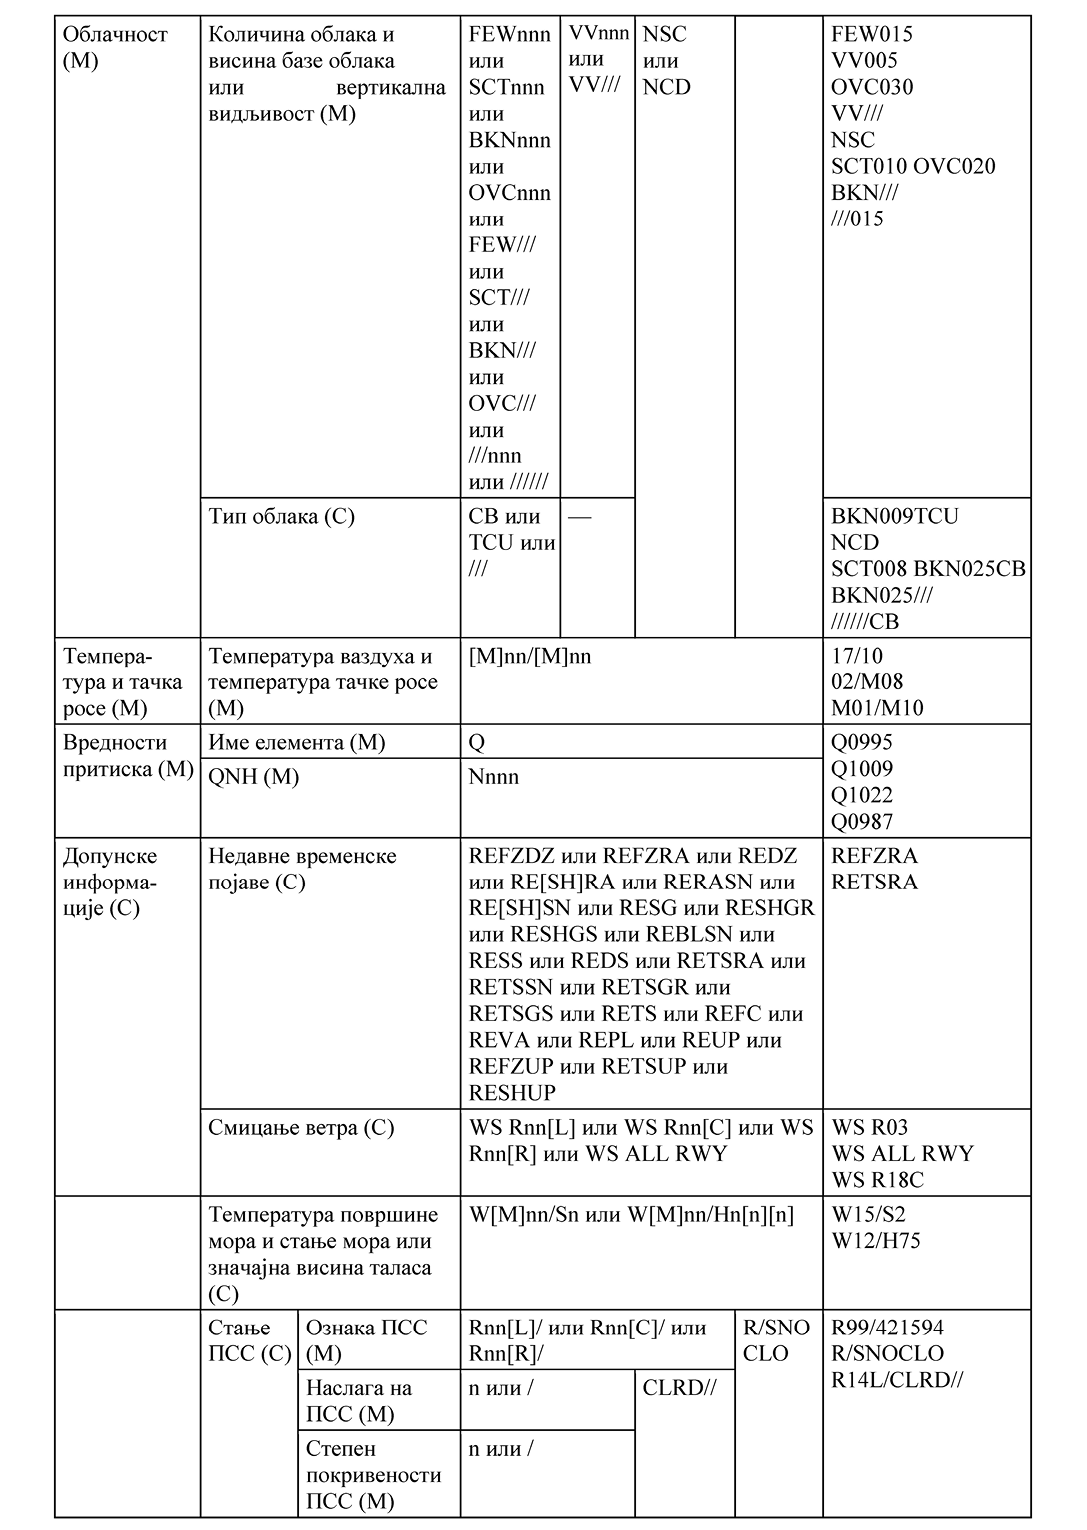 Облачност
(М)
Количина облака и
висина базе облака
или вертикална
видљивост (М)
FEWnnn
или
SCTnnn
или
BKNnnn
или
OVCnnn
или
FEW///
или
SCT///
или
BKN///
или
OVC///
или
///nnn
или //////
VVnnn
или
VV///
NSC
или
NCD
FEW015
VV005
OVC030
VV///
NSC
SCT010 OVC020
BKN///
///015
Тип облака (С)
CB или
TCU или
///
—
BKN009TCU
NCD
SCT008 BKN025CB
BKN025///
//////CB
Темпера-
тура и тачка
росе (М)
Температура ваздуха и
температура тачке росе
(М)
[M]nn/[M]nn
17/10
02/M08
M01/M10
Вредности
притиска (М)
Име елемента (М)
Q
Q0995
Q1009
Q1022
Q0987
QNH (М)
Nnnn
Допунске
информа-
ције (С)
Недавне временске
појаве (С)
REFZDZ или REFZRA или REDZ
или RE[SH]RA или RERASN или
RE[SH]SN или RESG или RESHGR
или RESHGS или REBLSN или
RESS или REDS или RETSRA или
RETSSN или RETSGR или
RETSGS или RETS или REFC или
REVA или REPL или REUP или
REFZUP или RETSUP или
RESHUP
REFZRA
RETSRA
Смицање ветра (С)
WS Rnn[L] или WS Rnn[C] или WS
Rnn[R] или WS ALL RWY
WS R03
WS ALL RWY
WS R18C
Температура површине
мора и стање мора или
значајна висина таласа
(С)
W[M]nn/Sn или W[M]nn/Hn[n][n]
W15/S2
W12/H75
Стање
ПСС (С)
Ознака ПСС
(М)
Rnn[L]/ или Rnn[C]/ или
Rnn[R]/
R/SNO
CLO
R99/421594
R/SNOCLO
R14L/CLRD//
Наслага на
ПСС (М)
n или /
CLRD//
Степен
покривености
ПСС (М)
n или /